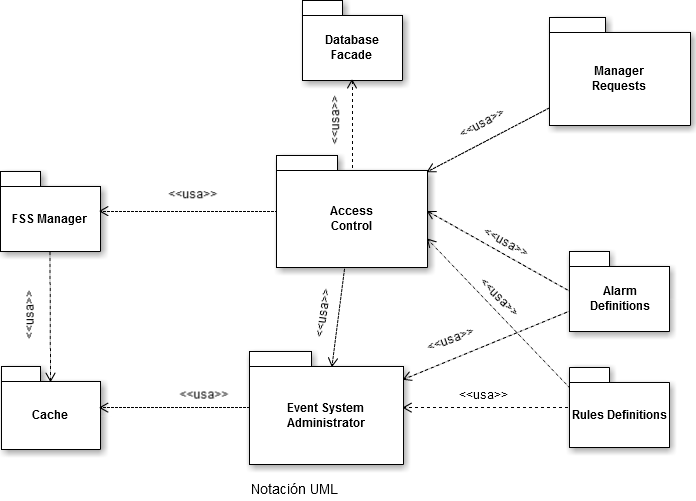 Database
Facade
Manager
Requests
<<usa>>
<<usa>>
<<usa>>
FSS Manager
Access
Control
<<usa>>
Alarm
Definitions
<<usa>>
<<usa>>
<<usa>>
<<usa>>
<<usa>>
<<usa>>
Cache
Event System
Administrator
Rules Definitions
Notación UML